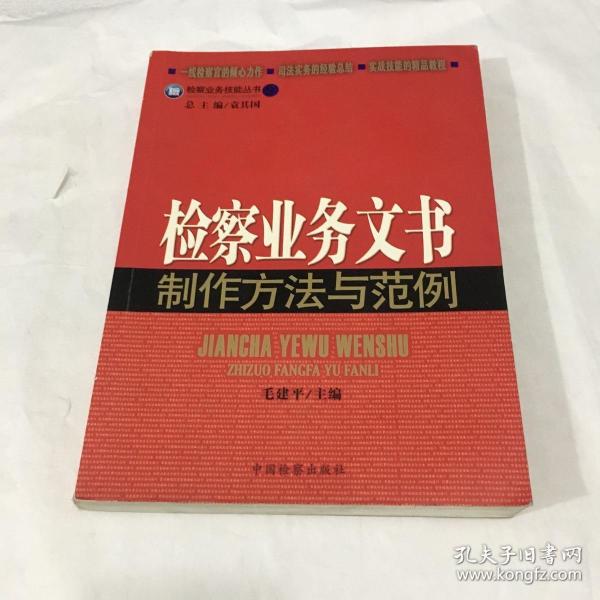 一线检察官的倾心力作 司法实务的经验总结 实战技能的精品教程
检察业务技能丛书
总主编/袁其国
检察业务文书
制作方法与范例
JIANCHA YEWU WENSHU
ZHIZUO FANGFA YU FANLI
毛建平/主编
中国检察出版社
孔夫子旧书网
www.kongfz.com